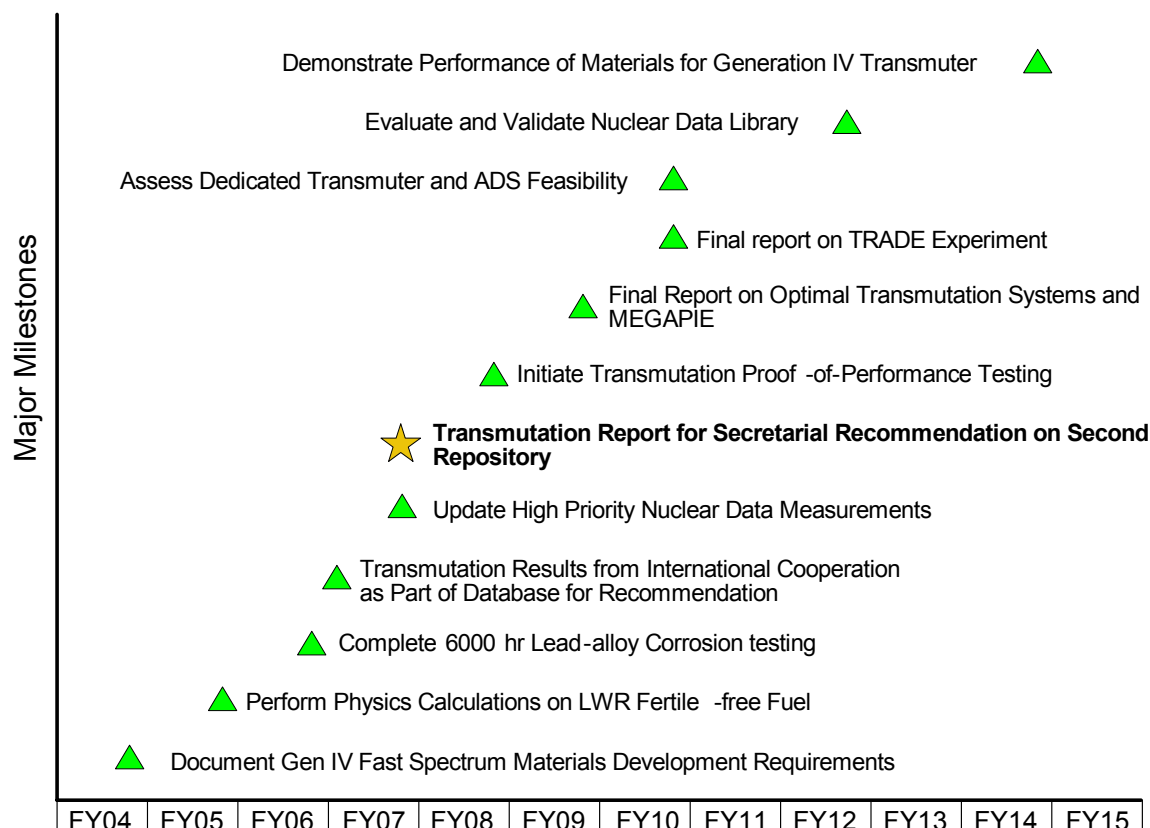 Demonstrate Performance of Materials for Generation IV Transmuter
Evaluate and Validate Nuclear Data Library
Assess Dedicated Transmuter and ADS Feasibility
Final report on TRADE Experiment
Final Report on Optimal Transmutation Systems and
MEGAPIE
Initiate Transmutation Proof -of-Performance Testing
Major Milestones
Transmutation Report for Secretarial Recommendation on Second
Repository
Update High Priority Nuclear Data Measurements
Transmutation Results from International Cooperation
as Part of Database for Recommendation
Complete 6000 hr Lead-alloy Corrosion testing
Perform Physics Calculations on LWR Fertile -free Fuel
Document Gen IV Fast Spectrum Materials Development Requirements
FY04 FY05 FY06 FY07 FY08 FY09 FY10 FY11 FY12 FY13 FY14 FY15